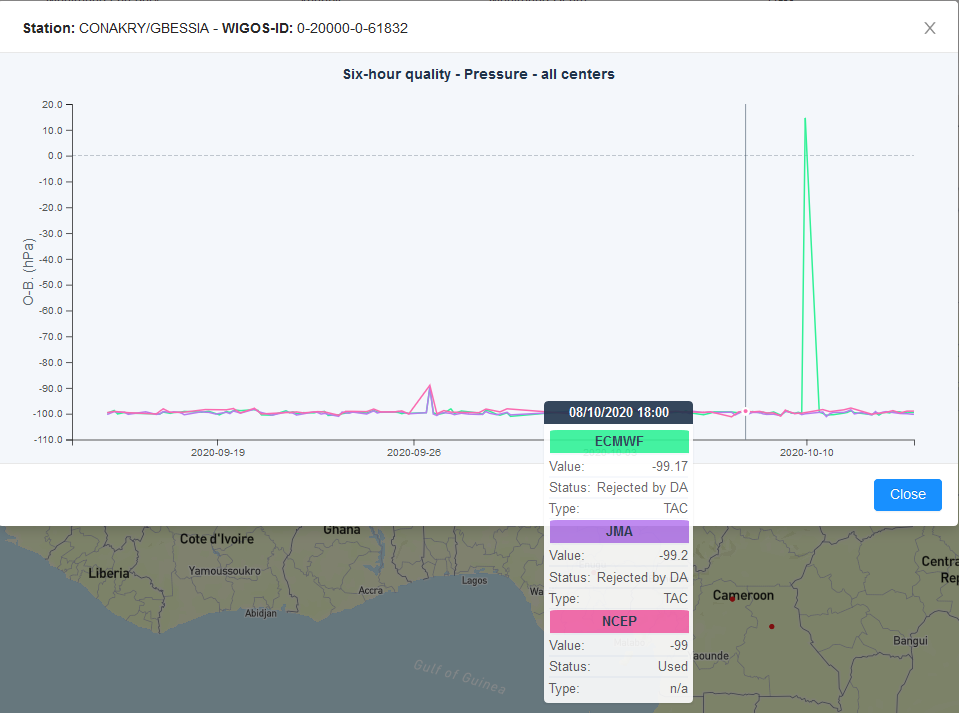 Station: CONAKRY/GBESSIA - WIGOS-ID: 0-20000-0-61832
X
Six-hour quality - Pressure - all centers
O-B. (hPa)
20.0
10.0
0.0
-10.0
-20.0
-30.0
-40.0
-50.0
-60.0
-70.0
-80.0
-90.0
-100.0
-110.0
2020-09-19
2020-09-26
2020-10-10
08/10/2020 18:00
ECMWF
Value: -99.17
Status: Rejected by DA
Type: TAC
JMA
Value: -99.2
Status: Rejected by DA
Type: TAC
NCEP
Value: -99
Status: Used
Type: n/a
Close
Ghana
Cote d'Ivoire
Liberia
Yamoussoukro
Accra
Abidjan
Lagos
Wa
Cameroon
Centra
Rep
Bangui
aounde
Gulf of Guinea